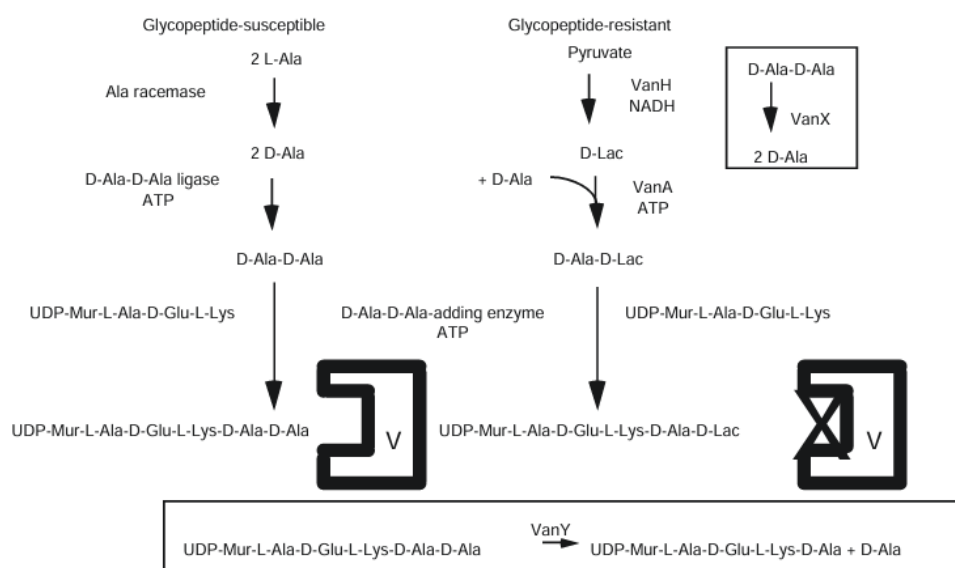 Glycopeptide-susceptible
2 L-Ala
Ala racemase
2 D-Ala
D-Ala-D-Ala ligase
ATP
D-Ala-D-Ala
UDP-Mur-L-Ala-D-Glu-L-Lys
UDP-Mur-L-Ala-D-Glu-L-Lys-D-Ala-D-Ala
V
Glycopeptide-resistant
Pyruvate
VanH
NADH
D-Lac
+ D-Ala
VanA
ATP
D-Ala-D-Lac
D-Ala-D-Ala-adding enzyme
ATP
UDP-Mur-L-Ala-D-Glu-L-Lys
UDP-Mur-L-Ala-D-Glu-L-Lys-D-Ala-D-Lac
V
D-Ala-D-Ala
VanX
2 D-Ala
VanY
UDP-Mur-L-Ala-D-Glu-L-Lys-D-Ala-D-Ala
UDP-Mur-L-Ala-D-Glu-L-Lys-D-Ala + D-Ala